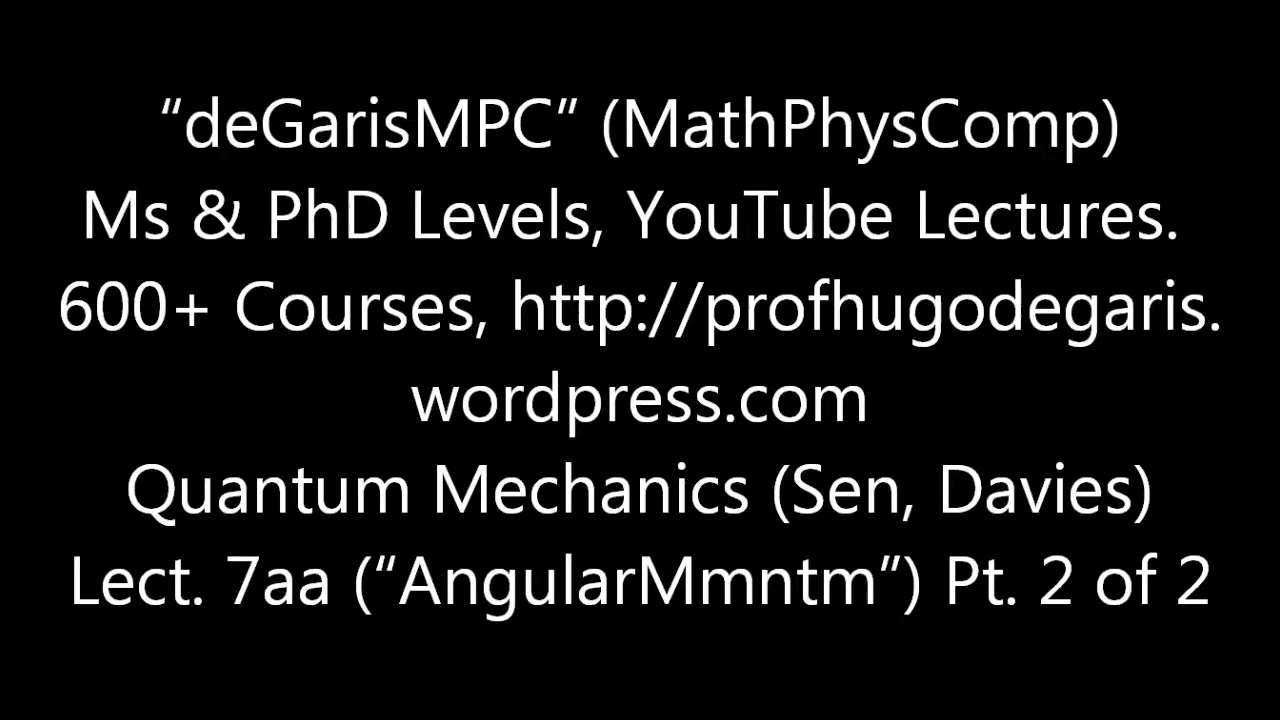 “deGarisMPC” (MathPhysComp)
Ms & PhD Levels, YouTube Lectures.
600+ Courses, http://profhugodegaris.
wordpress.com
Quantum Mechanics (Sen, Davies)
Lect. 7aa (“AngularMmntm”) Pt. 2 of 2